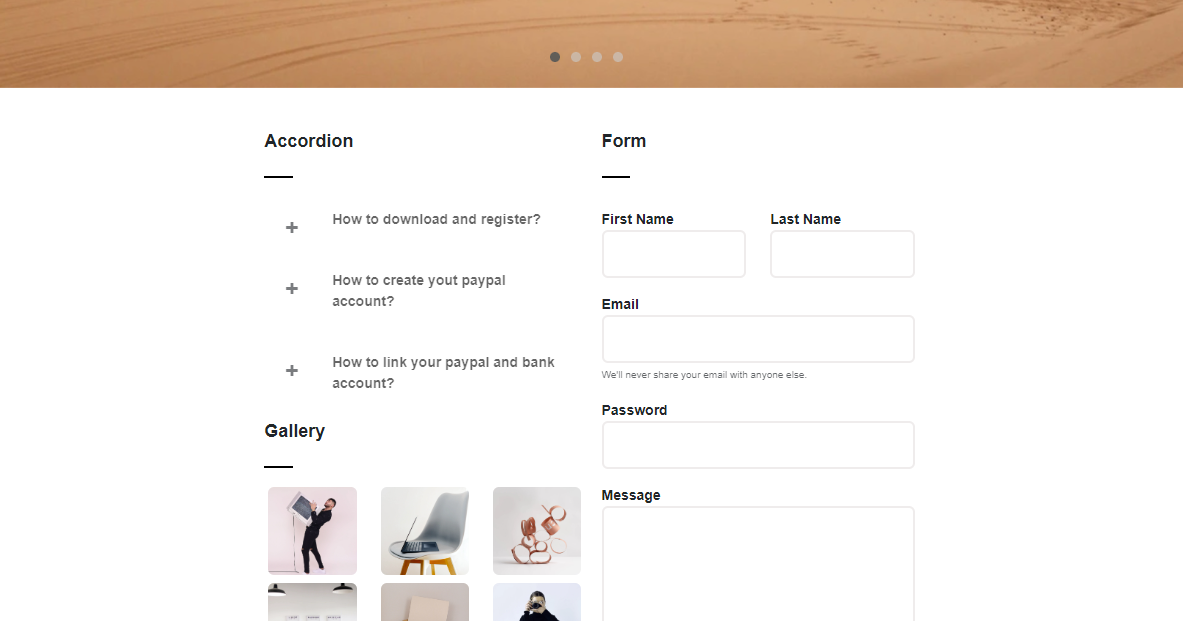 Accordion
How to download and register?
How to create yout paypal
account?
How to link your paypal and bank
account?
Gallery
Form
First Name
Last Name
Email
We'll never share your email with anyone else.
Password
Message